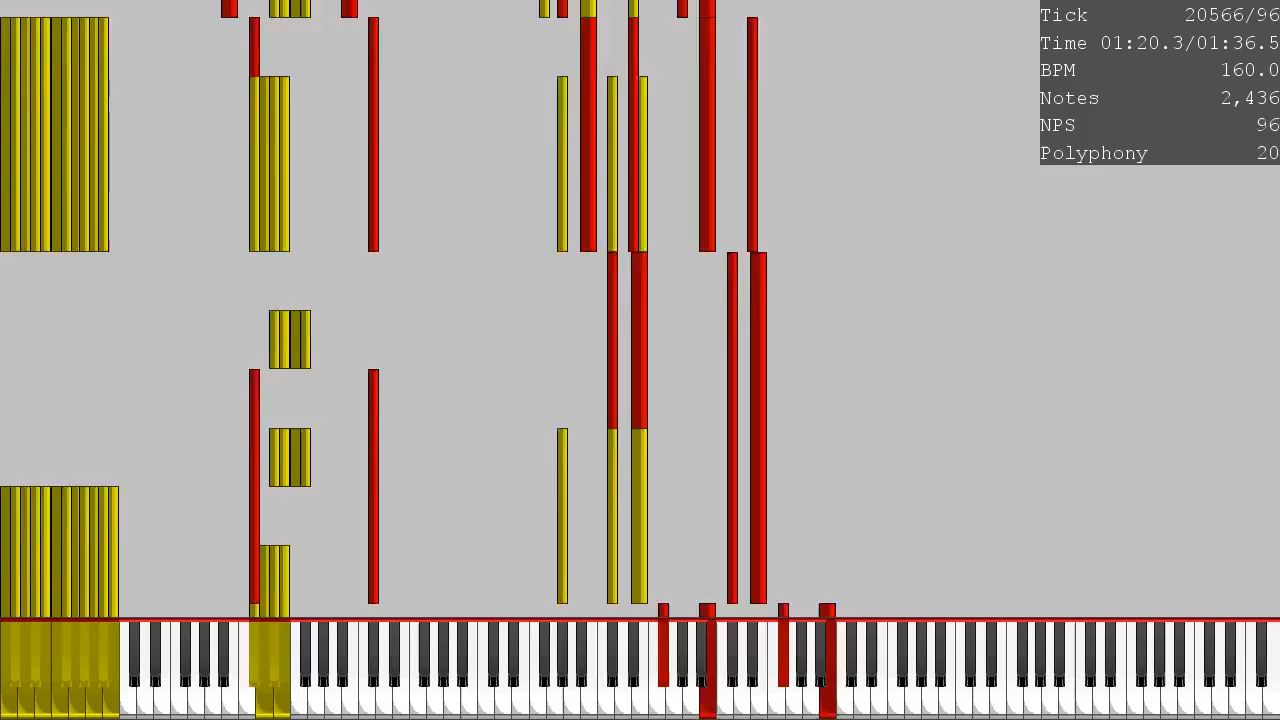 Tick 20566/96
Time 01:20.3/01:36.5
BPM 160.0
Notes 2,436
NPS 96
Polyphony 20